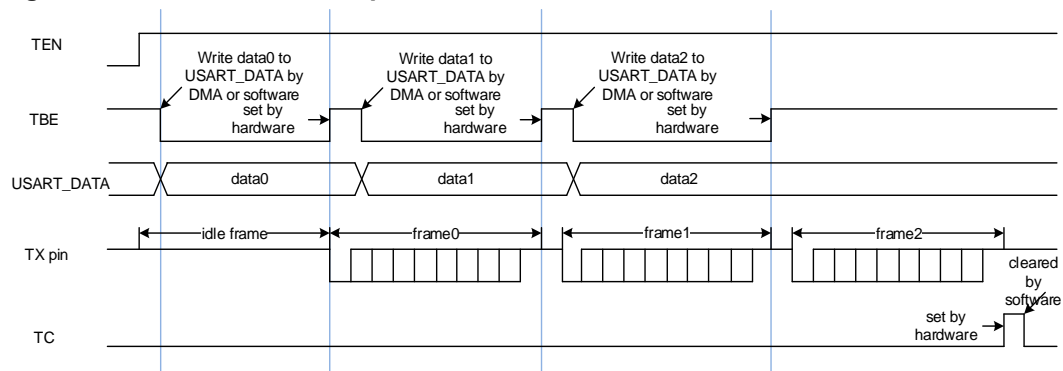 TEN
Write data0 to
USART_DATA by
DMA or software
Write data1 to
USART_DATA by
DMA or software
Write data2 to
USART_DATA by
DMA or software
TBE
set by
hardware
set by
hardware
set by
hardware
USART_DATA
data0
data1
data2
TX pin
idle frame
frame0
frame1
frame2
cleared
by
software
TC
set by
hardware